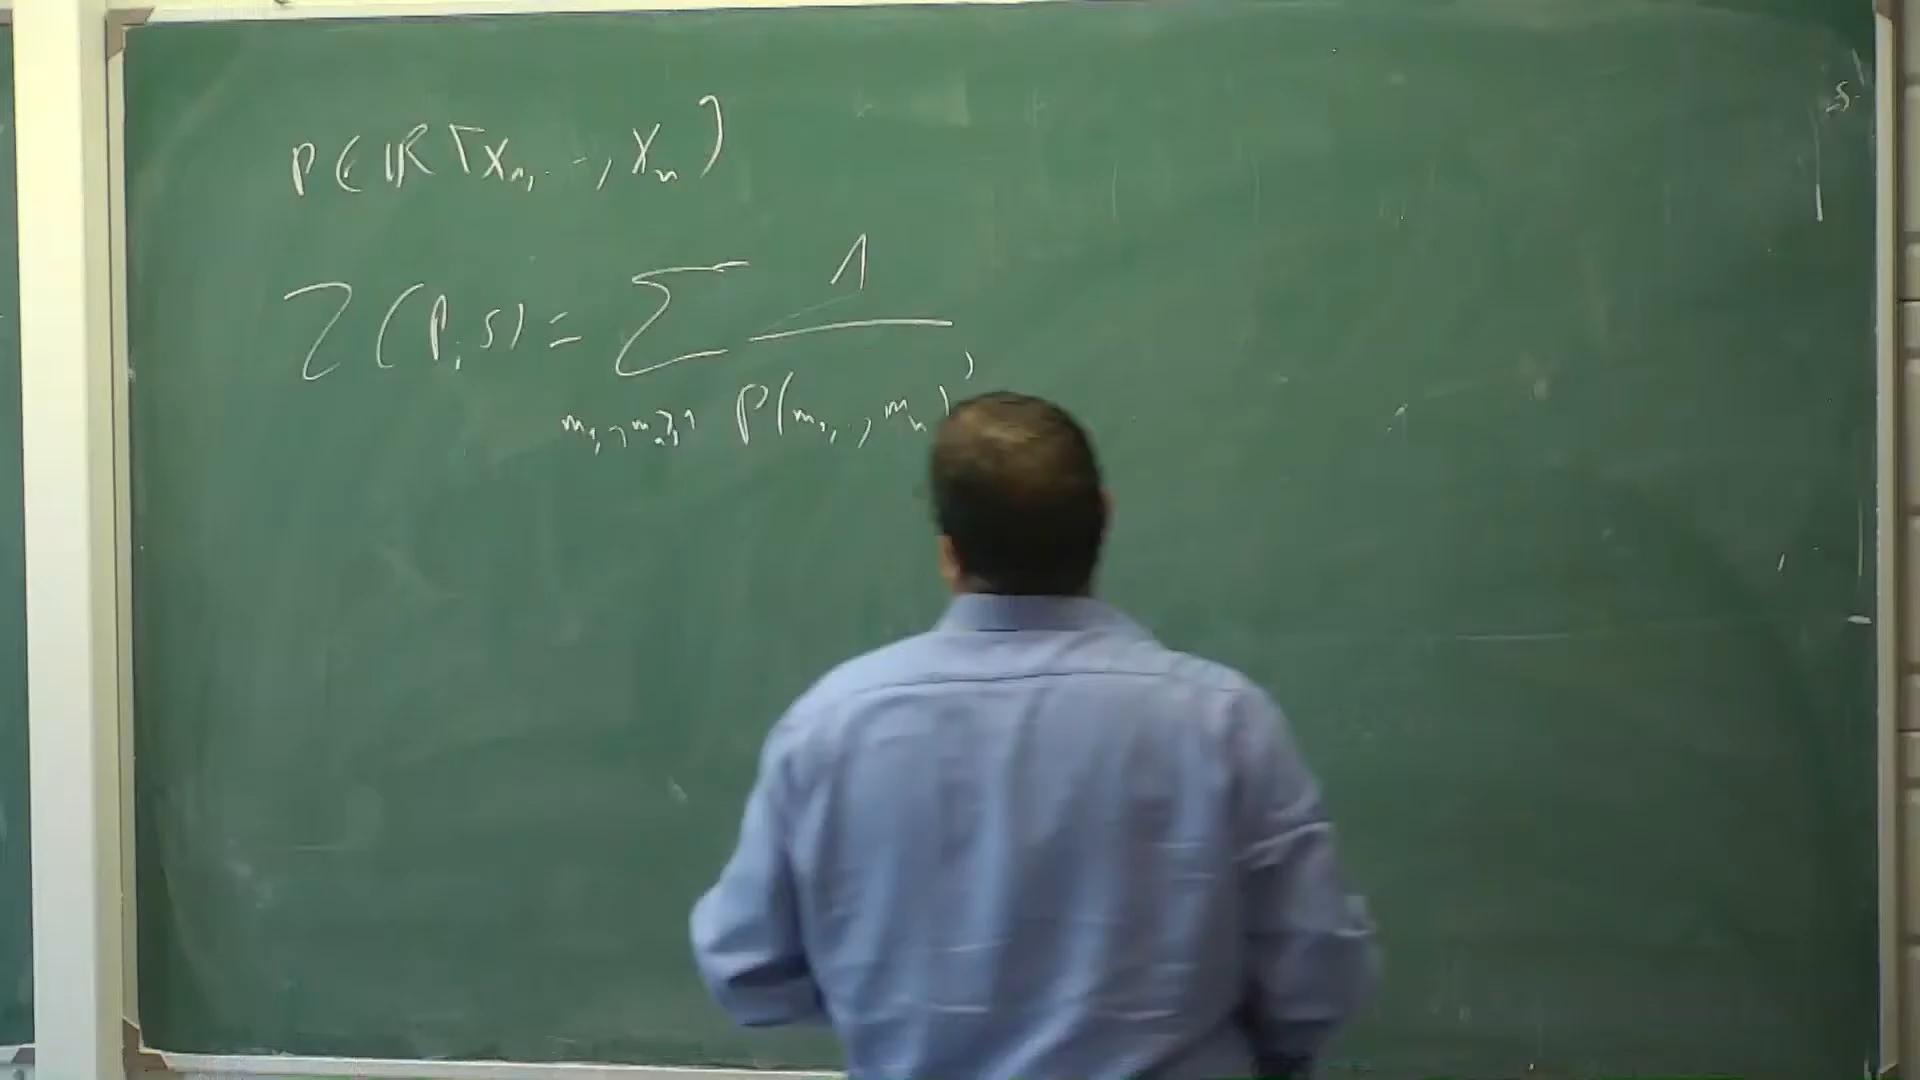 P ∈ ℝ[X₁, .., Xₙ]
Z(P, s) = ∑_{m₁, , mₙ ≥ 1} 1 / P(m₁, .., mₙ)ˢ